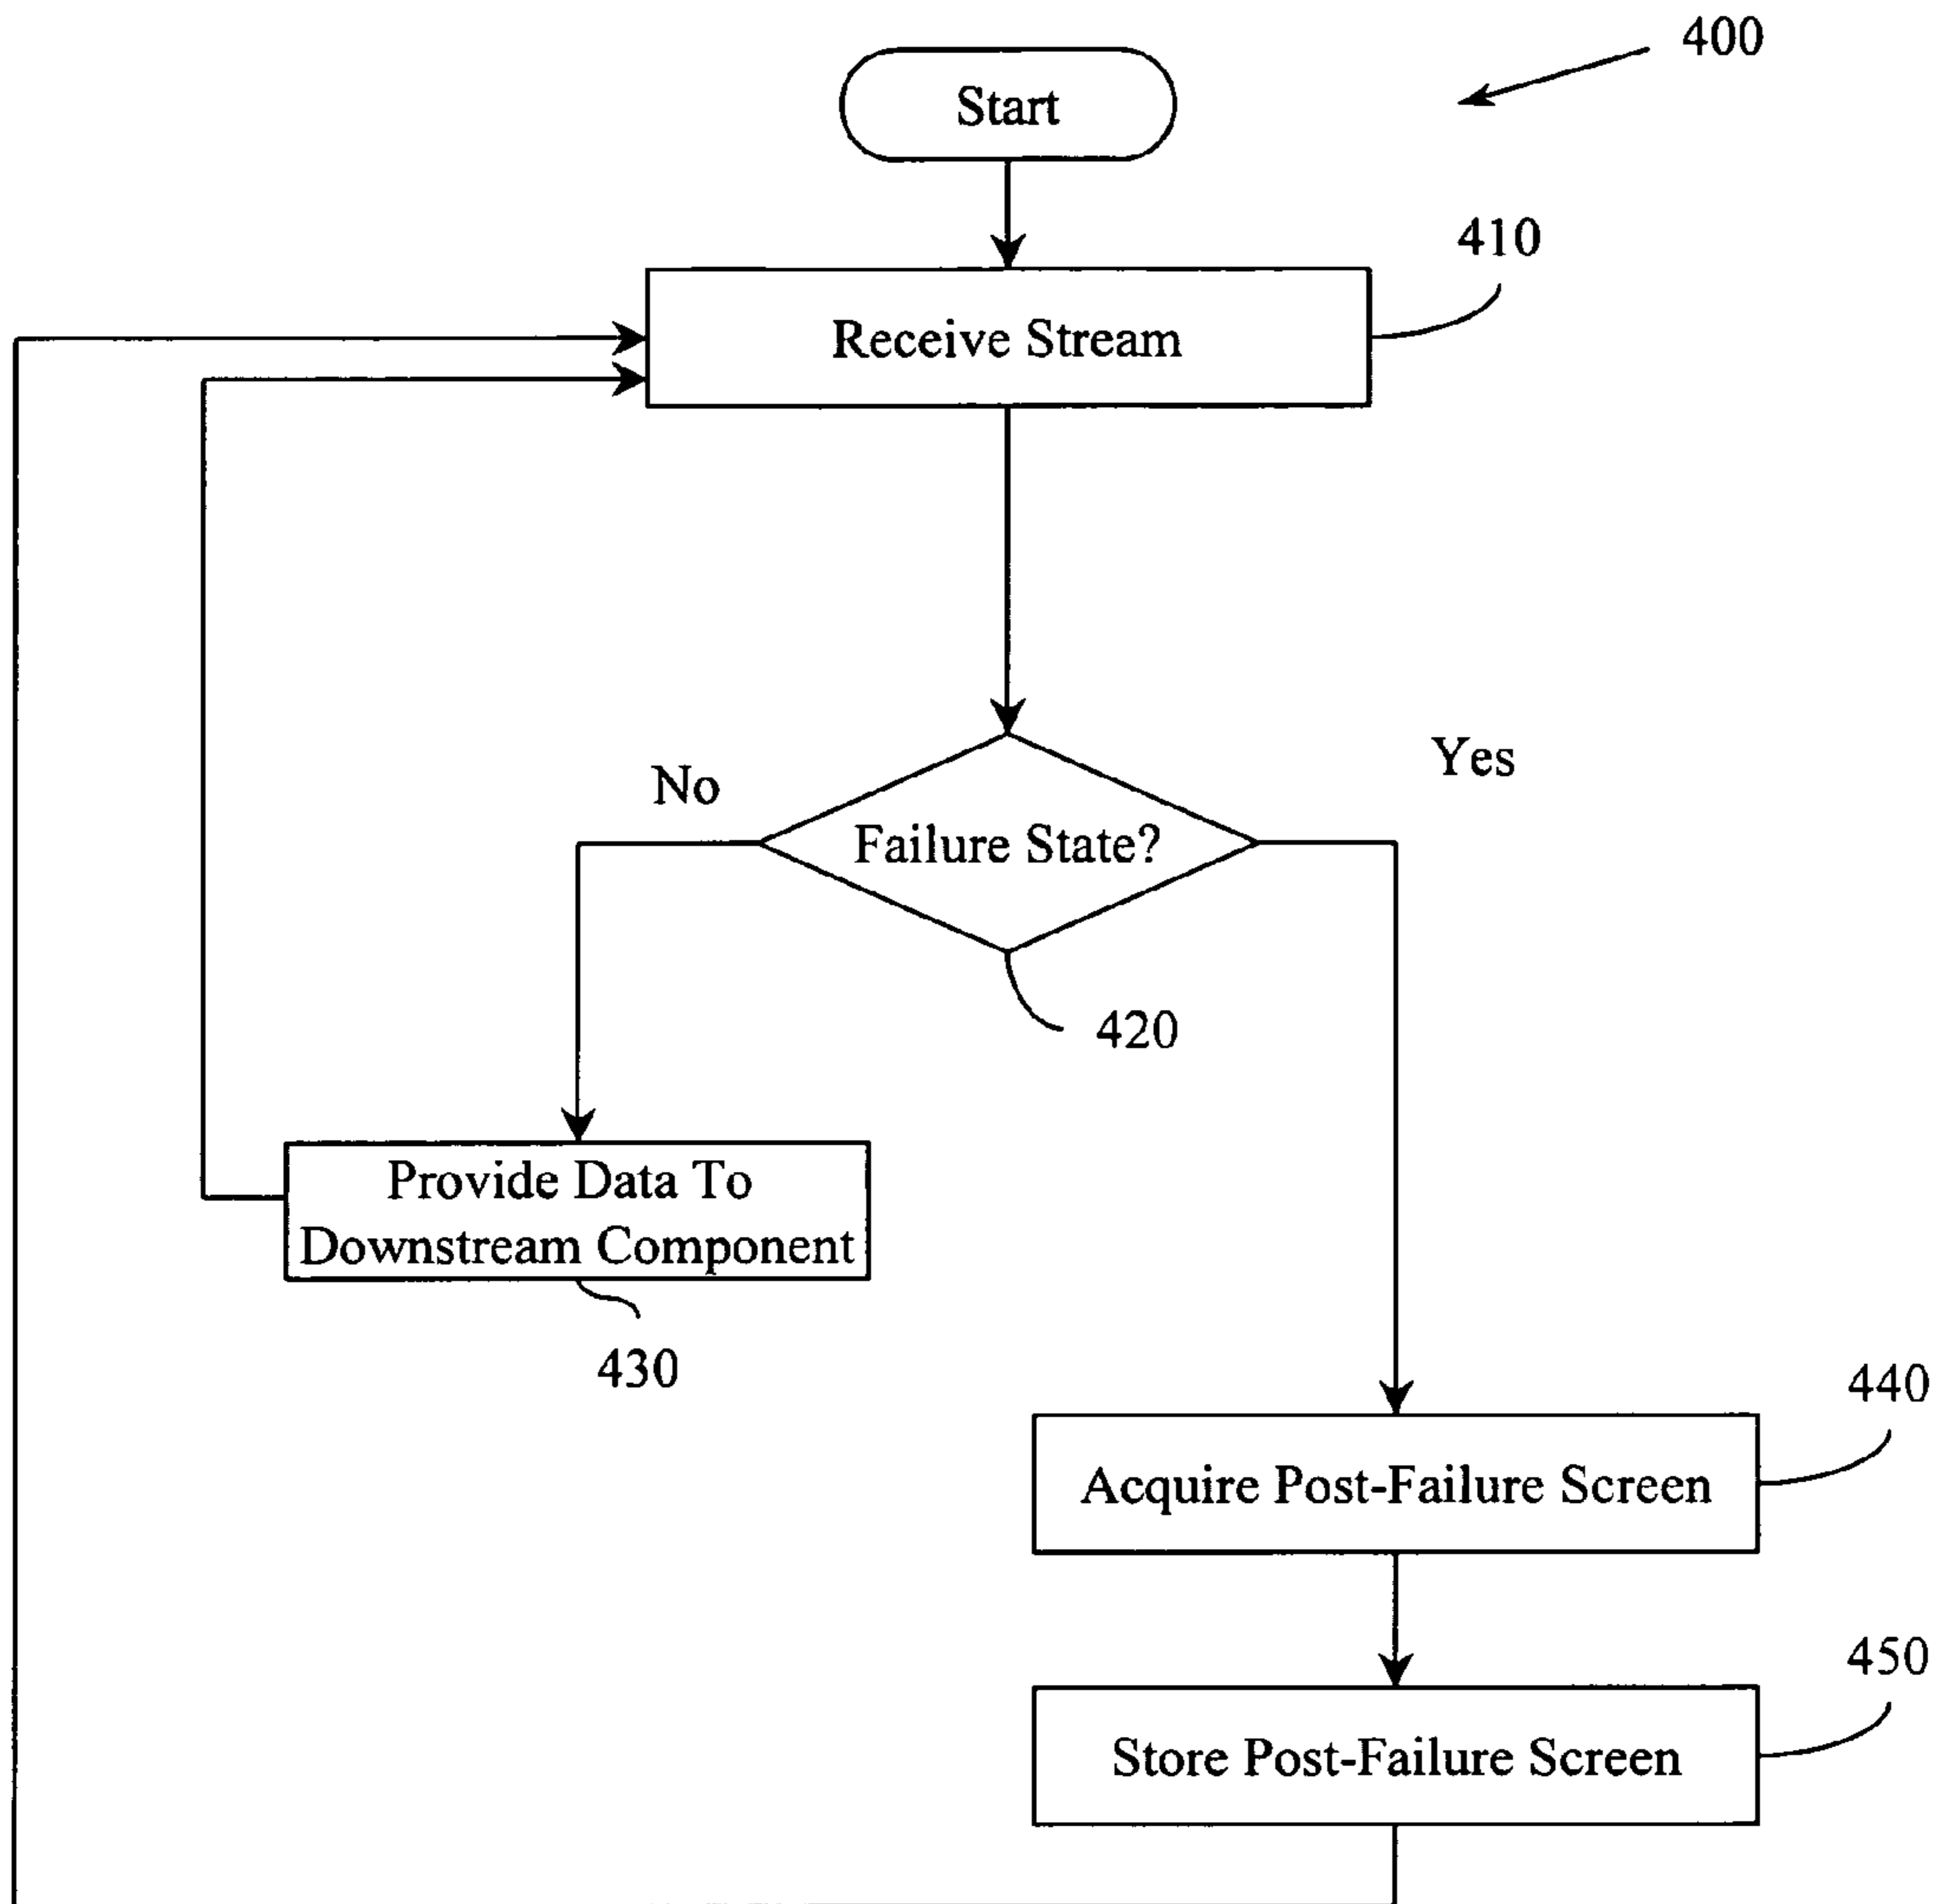 400
Start
410
Receive Stream
No
Yes
Failure State?
420
Provide Data To
Downstream Component
430
440
Acquire Post-Failure Screen
450
Store Post-Failure Screen